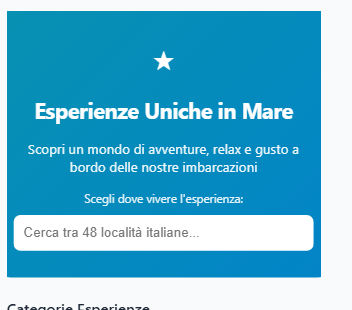 Esperienze Uniche in Mare
Scopri un mondo di avventure, relax e gusto a
bordo delle nostre imbarcazioni
Scegli dove vivere l'esperienza:
Cerca tra 48 località italiane...
Categorie Esperienze